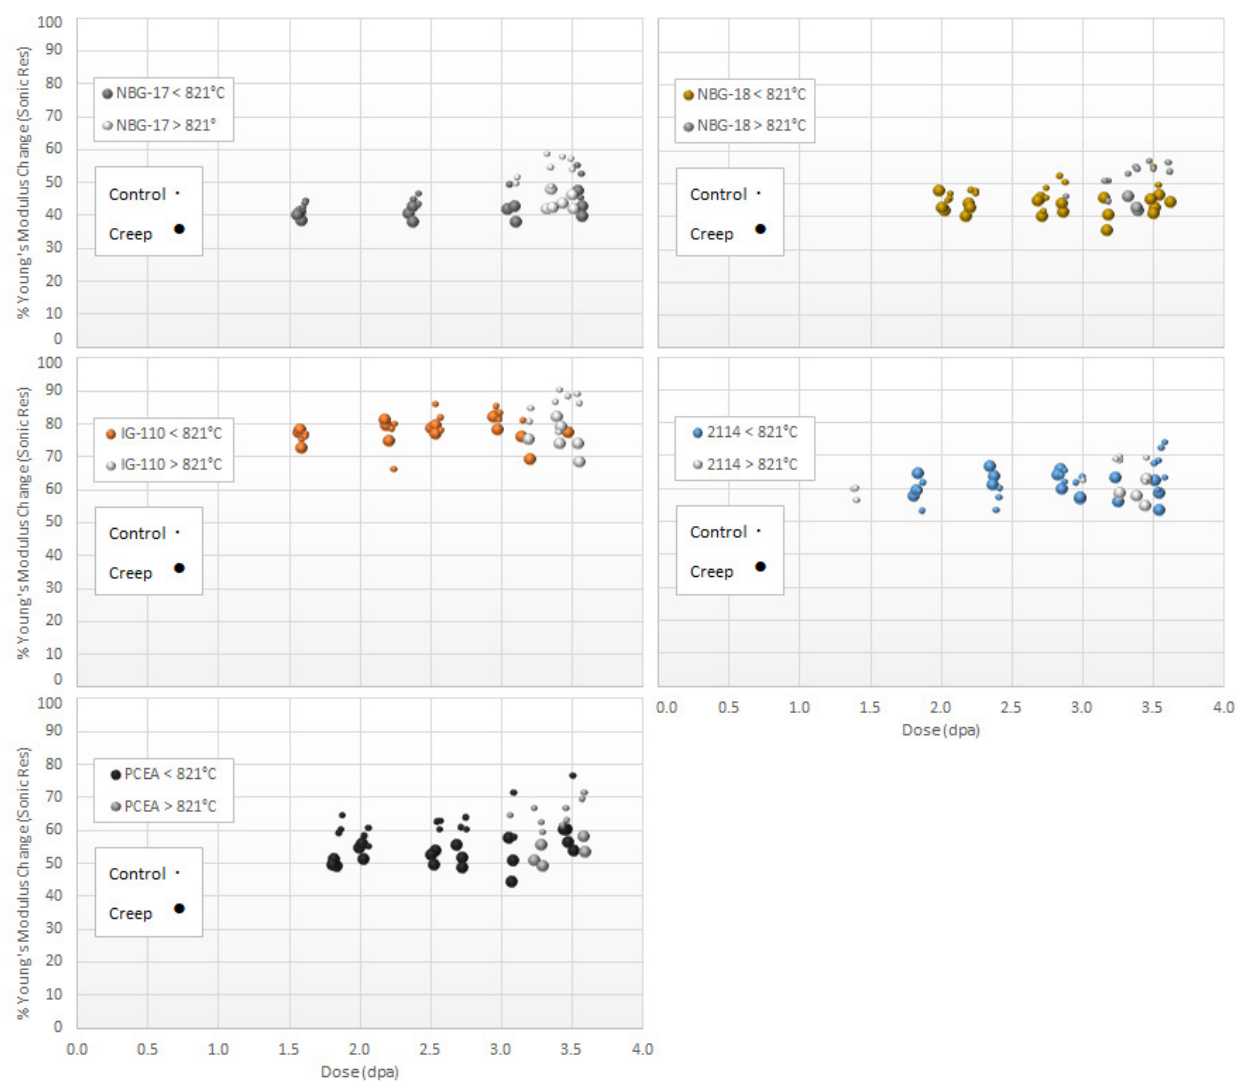 % Young's Modulus Change (Sonic Res)
100
90
80
70
60
50
40
30
20
10
0
NBG-17 < 821°C
NBG-17 > 821°
Control
Creep
NBG-18 < 821°C
NBG-18 > 821°C
Control
Creep
% Young's Modulus Change (Sonic Res)
100
90
80
70
60
50
40
30
20
10
0
IG-110 < 821°C
IG-110 > 821°C
Control
Creep
2114 < 821°C
2114 > 821°C
Control
Creep
0.0 0.5 1.0 1.5 2.0 2.5 3.0 3.5 4.0
Dose (dpa)
% Young's Modulus Change (Sonic Res)
100
90
80
70
60
50
40
30
20
10
0
PCEA < 821°C
PCEA > 821°C
Control
Creep
0.0 0.5 1.0 1.5 2.0 2.5 3.0 3.5 4.0
Dose (dpa)